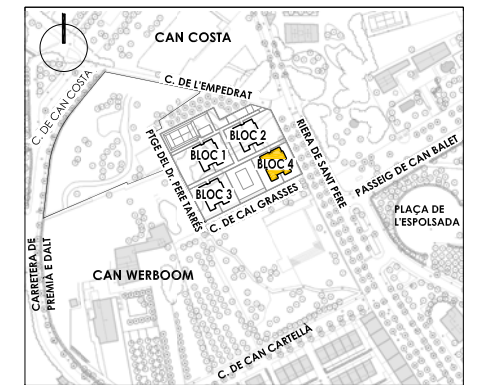 CAN COSTA
C. DE CAN COSTA
C. DE L'EMPEDRAT
PTGE DEL Dr. PERE TARRÉS
BLOC 1
BLOC 2
BLOC 3
BLOC 4
RIERA DE SANT PERE
PASSEIG DE CAN BALET
PLAÇA DE
L'ESPOLSADA
C. DE CAL GRASSES
CARRETERA DE
PREMIÀ E DALT
CAN WERBOOM
C. DE CAN CARTELLÀ